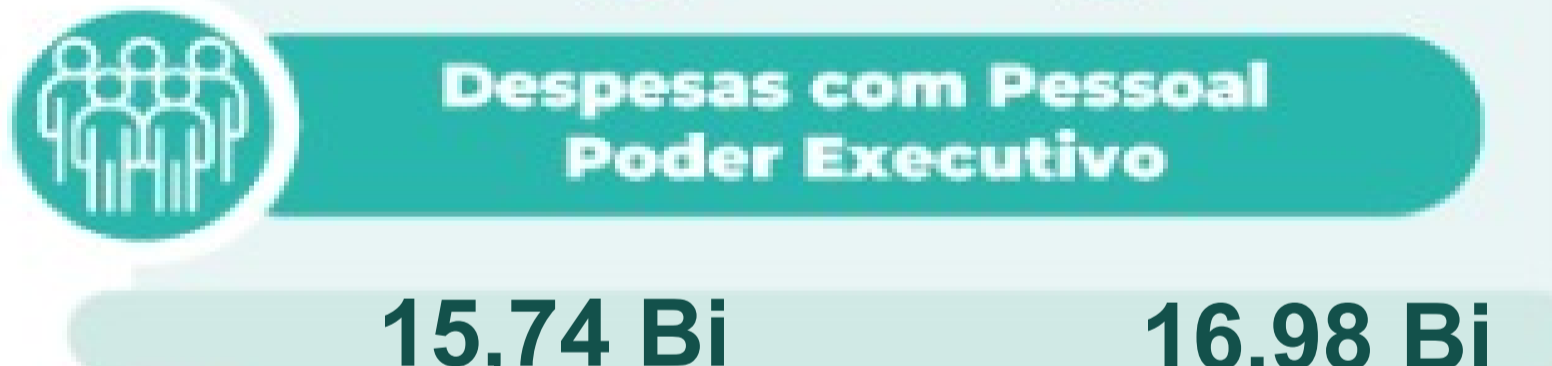 Despesas com Pessoal
Poder Executivo
15,74 Bi 16,98 Bi